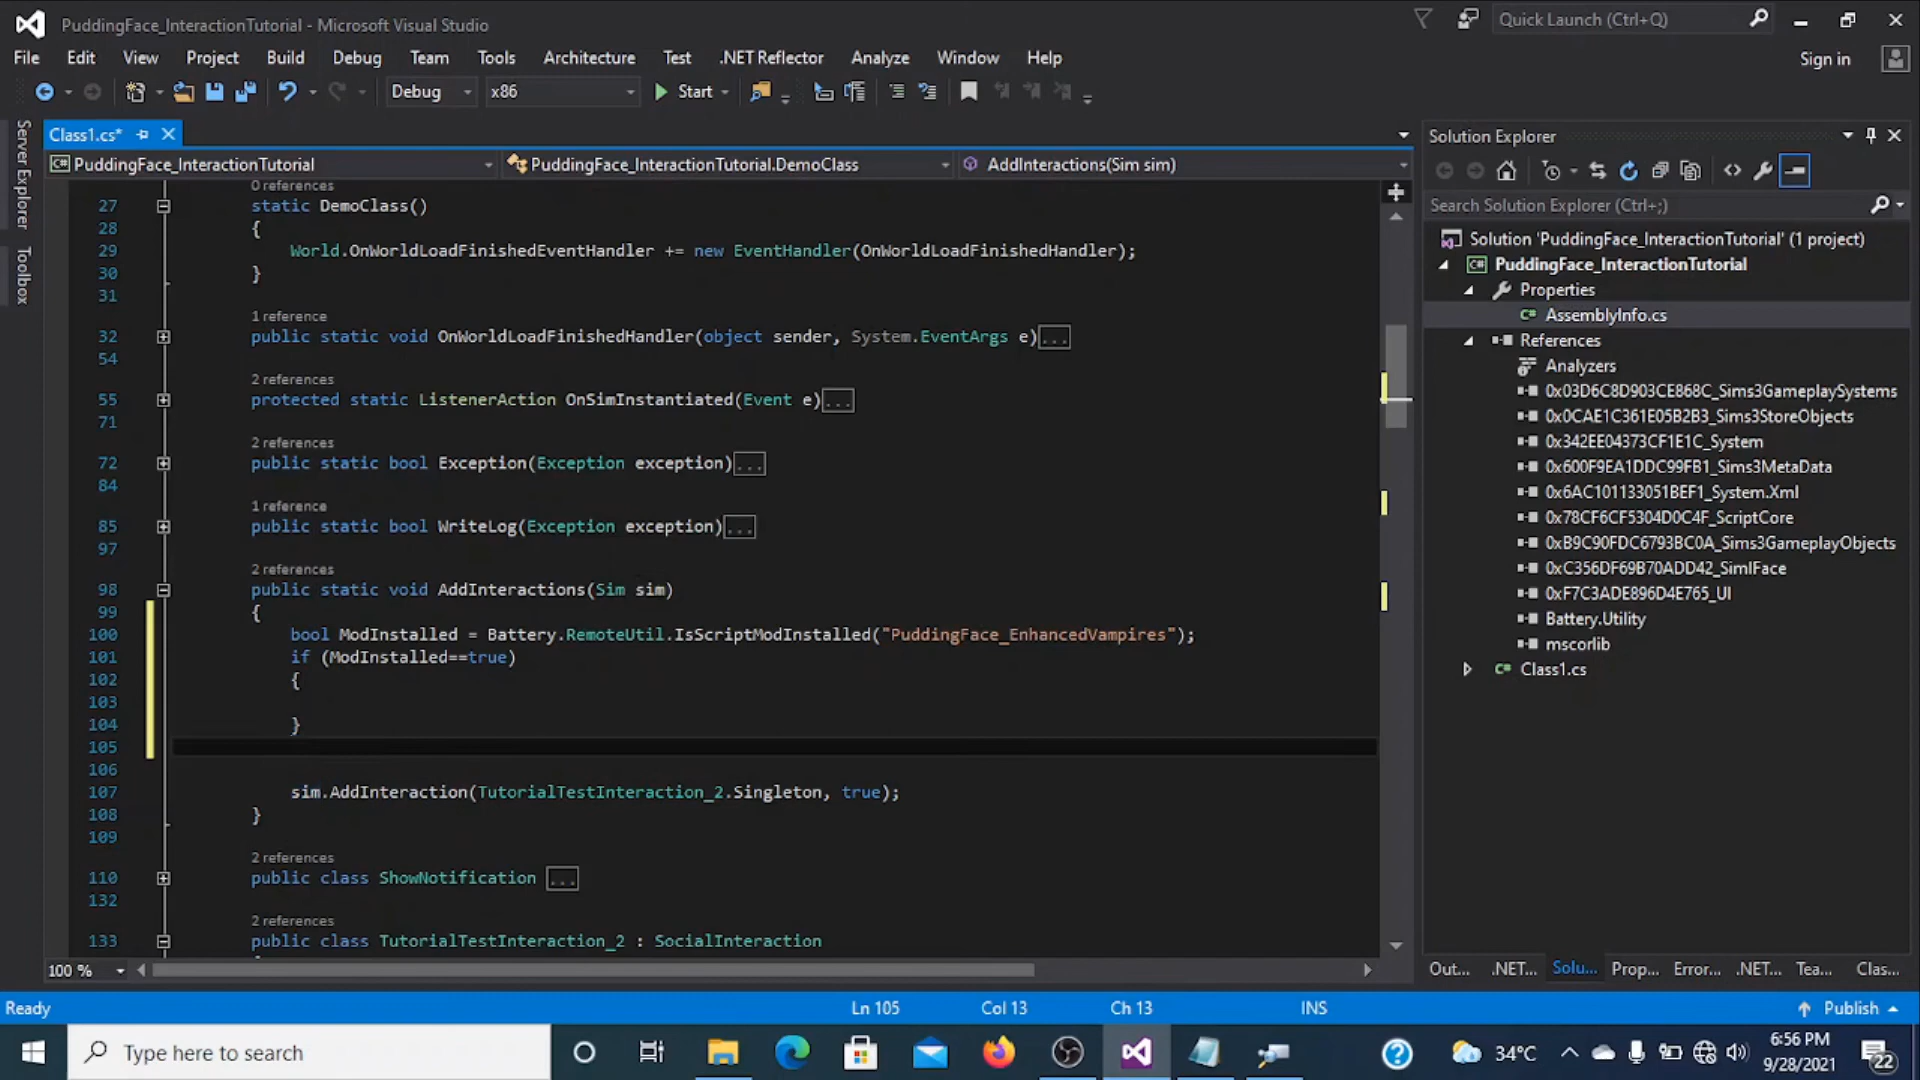 PuddingFace_InteractionTutorial - Microsoft Visual Studio
Quick Launch (Ctrl+Q)
File Edit View Project Build Debug Team Tools Architecture Test .NET Reflector Analyze Window Help
Sign in
Debug x86 Start
Server Explorer
Toolbox
Class1.cs*
PuddingFace_InteractionTutorial PuddingFace_InteractionTutorial.DemoClass AddInteractions(Sim sim)
0 references
27 static DemoClass()
28 {
29 World.OnWorldLoadFinishedEventHandler += new EventHandler(OnWorldLoadFinishedHandler);
30 }
31
1 reference
32 public static void OnWorldLoadFinishedHandler(object sender, System.EventArgs e)...
54
2 references
55 protected static ListenerAction OnSimInstantiated(Event e)...
71
2 references
72 public static bool Exception(Exception exception)...
84
1 reference
85 public static bool WriteLog(Exception exception)...
97
2 references
98 public static void AddInteractions(Sim sim)
99 {
100 bool ModInstalled = Battery.RemoteUtil.IsScriptModInstalled("PuddingFace_EnhancedVampires");
101 if (ModInstalled==true)
102 {
103
104 }
105
106
107 sim.AddInteraction(TutorialTestInteraction_2.Singleton, true);
108 }
109
2 references
110 public class ShowNotification ...
132
2 references
133 public class TutorialTestInteraction_2 : SocialInteraction
100 %
Solution Explorer
Search Solution Explorer (Ctrl+;)
Solution 'PuddingFace_InteractionTutorial' (1 project)
PuddingFace_InteractionTutorial
Properties
AssemblyInfo.cs
References
Analyzers
0x03D6C8D903CE868C_Sims3GameplaySystems
0x0CAE1C361E05B2B3_Sims3StoreObjects
0x342EE04373CF1E1C_System
0x600F9EA1DDC99FB1_Sims3MetaData
0x6AC101133051BEF1_System.Xml
0x78CF6CF5304D0C4F_ScriptCore
0xB9C90FDC6793BC0A_Sims3GameplayObjects
0xC356DF69B70ADD42_SimIFace
0xF7C3ADE896D4E765_UI
Battery.Utility
mscorlib
Class1.cs
Out... .NET... Solu... Prop... Error... .NET... Tea... Clas...
Ready Ln 105 Col 13 Ch 13 INS Publish
Type here to search
34°C
6:56 PM
9/28/2021
22